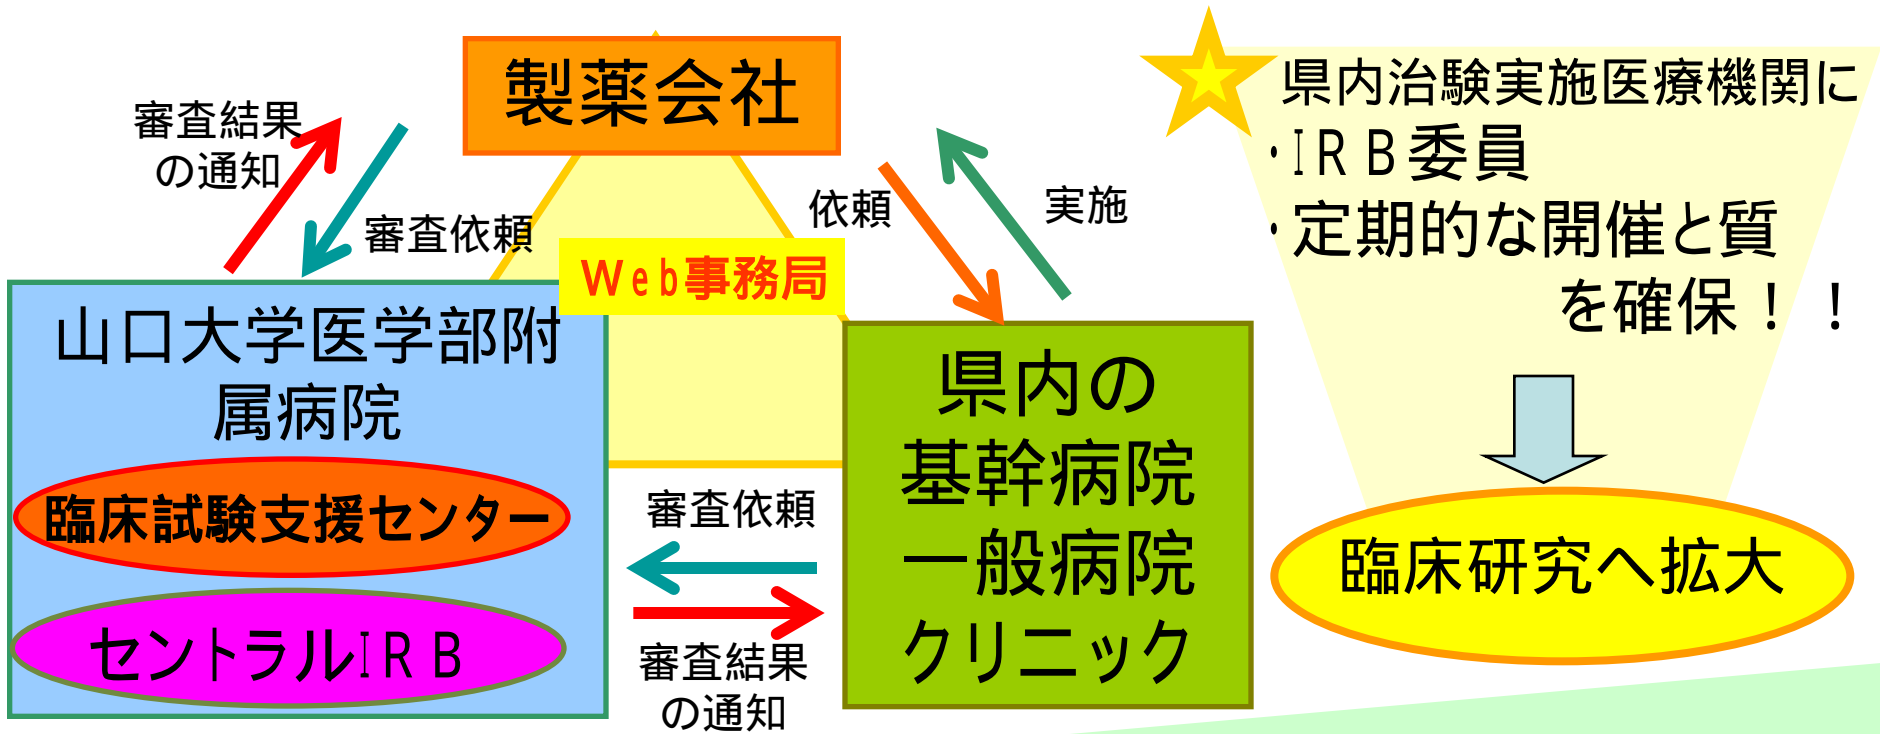 製薬会社
審査結果
の通知
審査依頼
依頼
実施
Web事務局
山口大学医学部附
属病院
臨床試験支援センター
セントラルIRB
県内の
基幹病院
一般病院
クリニック
審査依頼
審査結果
の通知
県内治験実施医療機関に
・IRB委員
・定期的な開催と質
を確保！！
臨床研究へ拡大